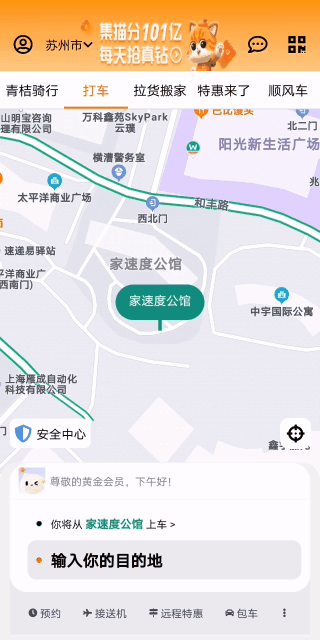 集猫分101亿
每天抢真钻
苏州市
青桔骑行
打车
拉货搬家
特惠来了
顺风车
山明宝咨询
理有限公司
万科鑫苑SkyPark
云璞
巴比馒头
北二门
阳光新生活广场
横漕警务室
太平洋商业广场
西北门
和丰路
速递易驿站
平洋商业广
西南门)
家速度公馆
家速度公馆
中宇国际公寓
上海雁成自动化
科技有限公司
安全中心
尊敬的黄金会员，下午好！
你将从 家速度公馆 上车 >
输入你的目的地
预约
接送机
远程特惠
包车